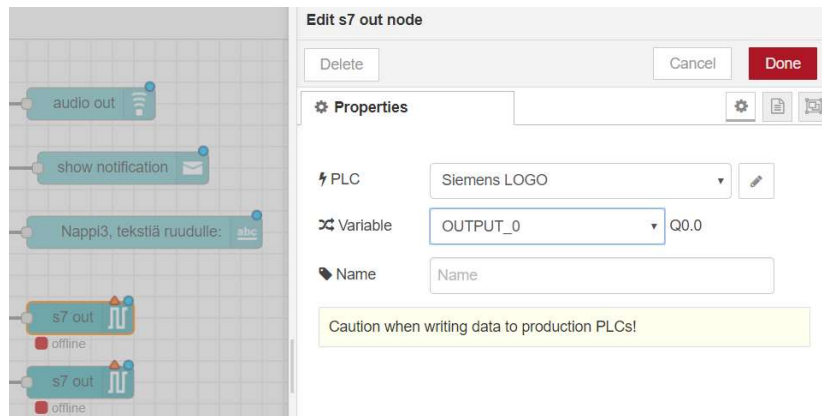 Edit s7 out node
Delete
Cancel
Done
Properties
PLC
Siemens LOGO
Variable
OUTPUT_0
Q0.0
Name
Name
Caution when writing data to production PLCs!
audio out
show notification
Nappi3, tekstiä ruudulle:
abc
s7 out
offline
s7 out
offline